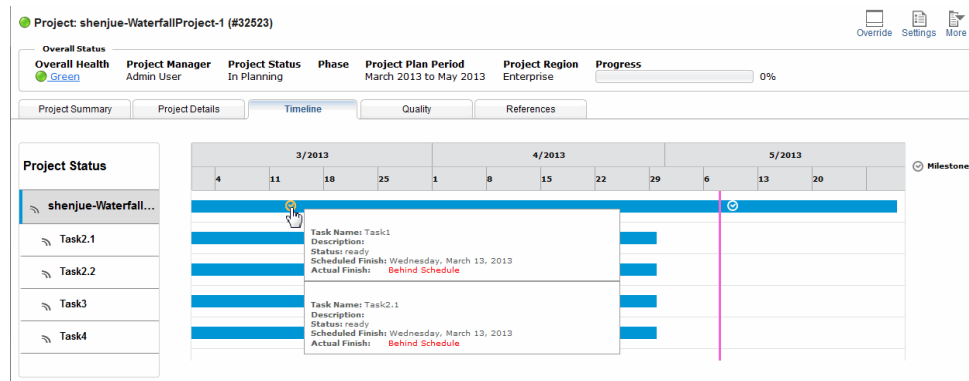 Project: shenjue-WaterfallProject-1 (#32523)
Override Settings More
Overall Status
Overall Health Project Manager Project Status Phase Project Plan Period Project Region Progress
Green Admin User In Planning March 2013 to May 2013 Enterprise 0%
Project Summary Project Details Timeline Quality References
Project Status
3/2013 4/2013 5/2013
4 11 18 25 1 8 15 22 29 6 13 20
Milestone
shenjue-Waterfall...
Task Name: Task1
Description:
Status: ready
Scheduled Finish: Wednesday, March 13, 2013
Actual Finish: Behind Schedule
Task Name: Task2.1
Description:
Status: ready
Scheduled Finish: Wednesday, March 13, 2013
Actual Finish: Behind Schedule
Task2.1
Task2.2
Task3
Task4